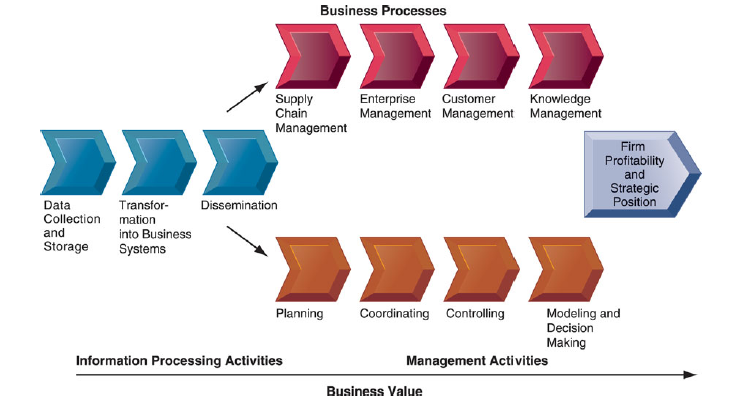 Business Processes
Supply
Chain
Management
Enterprise
Management
Customer
Management
Knowledge
Management
Firm
Profitability
and
Strategic
Position
Data
Collection
and
Storage
Transfor-
mation
into Business
Systems
Dissemination
Planning
Coordinating
Controlling
Modeling and
Decision
Making
Information Processing Activities
Management Activities
Business Value